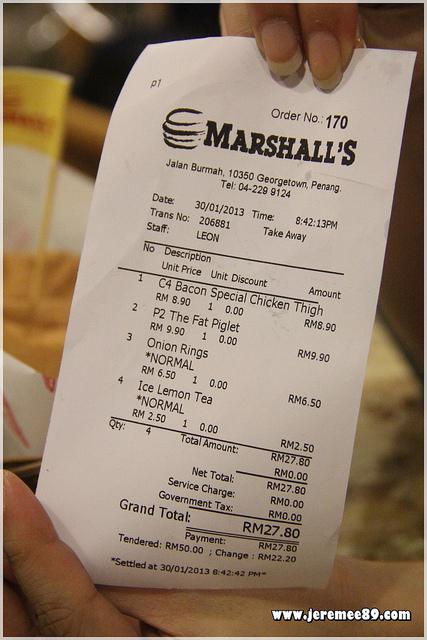 p1
Order No.: 170
MARSHALL'S
Jalan Burmah, 10350 Georgetown, Penang.
Tel: 04-229 9124
Date: 30/01/2013 Time: 8:42:13PM
Trans No: 206881 Take Away
Staff: LEON
No Description Amount
Unit Price Unit Discount
1 C4 Bacon Special Chicken Thigh
RM 8.90 1 0.00 RM8.90
2 P2 The Fat Piglet
RM 9.90 1 0.00 RM9.90
3 Onion Rings
*NORMAL
RM 6.50 1 0.00 RM6.50
4 Ice Lemon Tea
*NORMAL
RM 2.50 1 0.00 RM2.50
Qty: 4 Total Amount: RM27.80
RM0.00
Net Total: RM27.80
Service Charge: RM0.00
Government Tax: RM0.00
Grand Total: RM27.80
Payment: RM27.80
Tendered: RM50.00 ; Change : RM22.20
*Settled at 30/01/2013 8:42:42 PM*
www.jeremee89.com